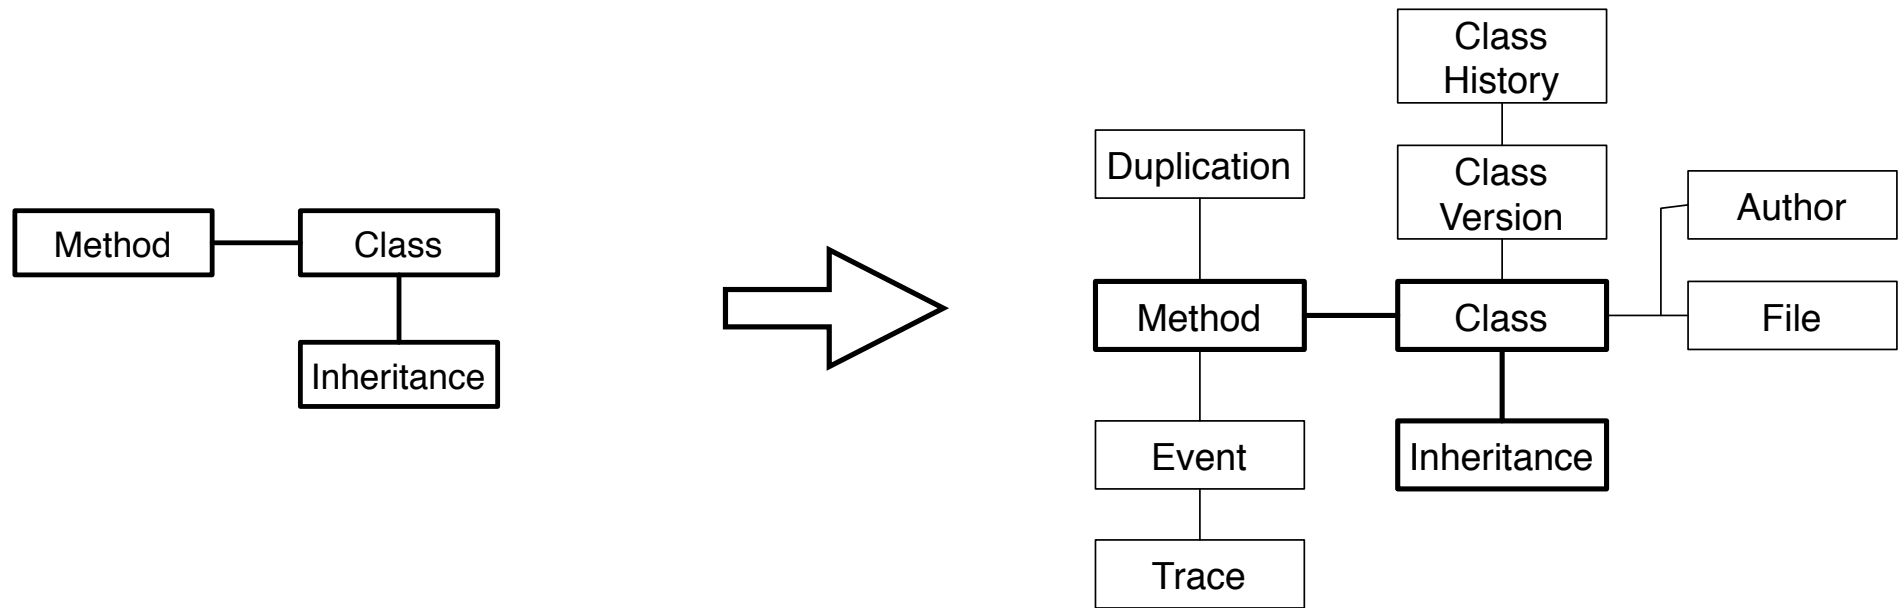 Method
Class
Inheritance
Class
History
Duplication
Class
Version
Author
Method
Class
File
Event
Inheritance
Trace